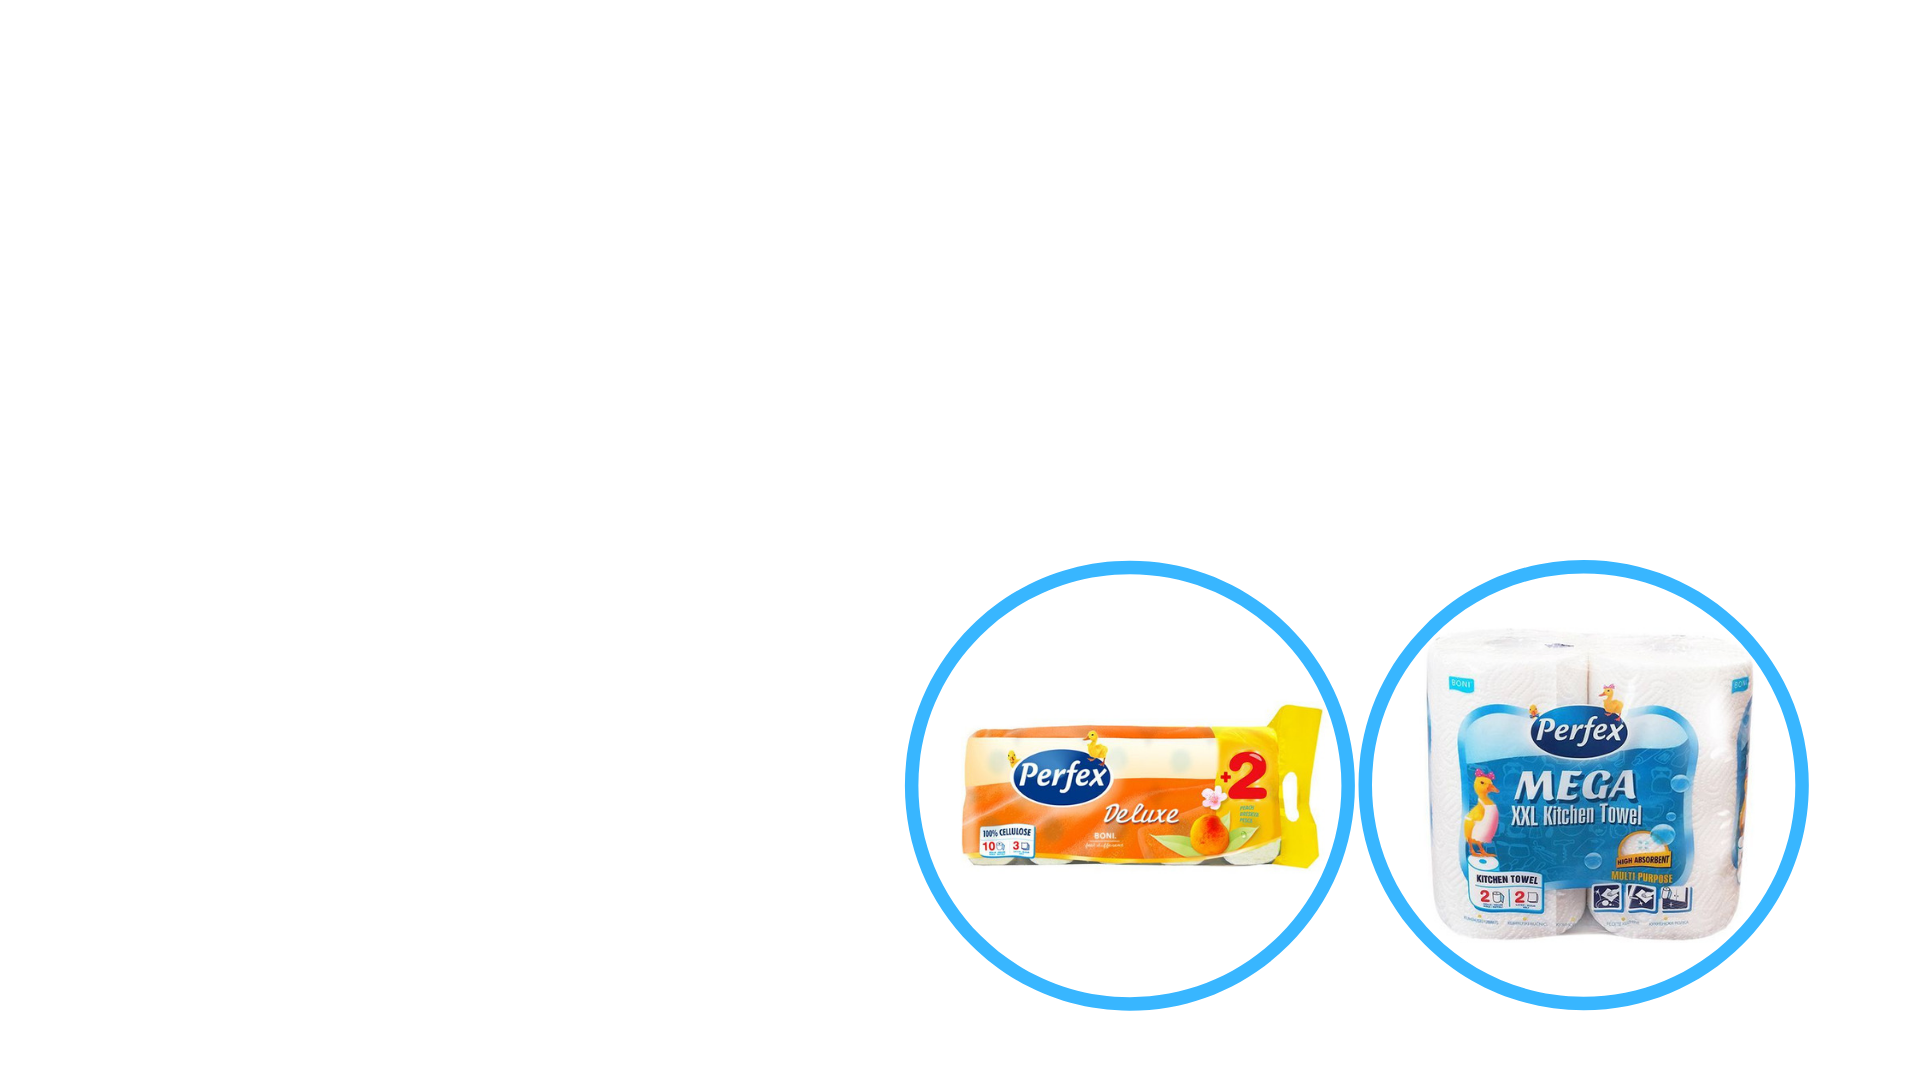 Perfex
Deluxe
+2
BONI
100% CELLULOSE
10 3
BONI
BONI
Perfex
MEGA
XXL Kitchen Towel
HIGH ABSORBENT
MULTI PURPOSE
KITCHEN TOWEL
2 2